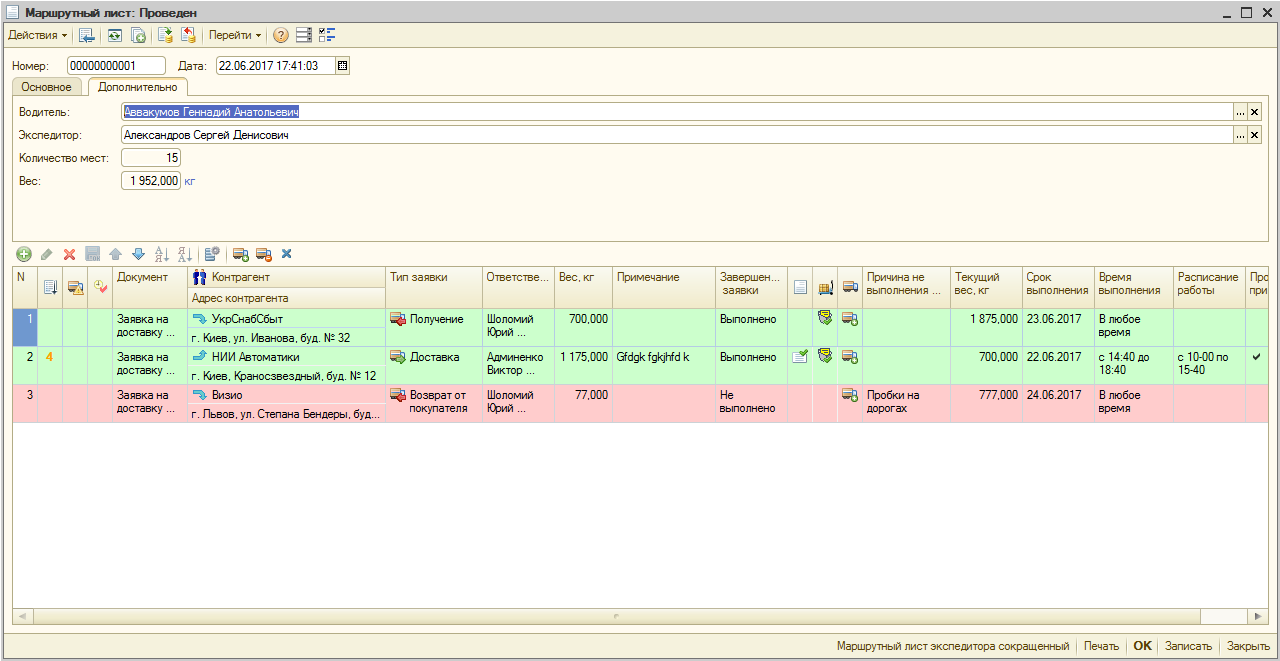 Маршрутный лист: Проведен
Действия
Перейти
Номер: 00000000001 Дата: 22.06.2017 17:41:03
Основное Дополнительно
Водитель: Аввакумов Геннадий Анатольевич
Экспедитор: Александров Сергей Денисович
Количество мест: 15
Вес: 1 952,000 кг
N Документ Контрагент Тип заявки Ответстве... Вес, кг Примечание Завершен... заявки Причина не выполнения ... Текущий вес, кг Срок выполнения Время выполнения Расписание работы Про при
Адрес контрагента
1 Заявка на доставку ... УкрСнабСбыт Получение Шоломий Юрий ... 700,000 Выполнено 1 875,000 23.06.2017 В любое время
г. Киев, ул. Иванова, буд. № 32
2 4 Заявка на доставку ... НИИ Автоматики Доставка Админенко Виктор ... 1 175,000 Gfdgk fgkjhfd k Выполнено 700,000 22.06.2017 с 14:40 до 18:40 с 10-00 по 15-40
г. Киев, Краснозвездный, буд. № 12
3 Заявка на доставку ... Визио Возврат от покупателя Шоломий Юрий ... 77,000 Не выполнено Пробки на дорогах 777,000 24.06.2017 В любое время
г. Львов, ул. Степана Бендеры, буд...
Маршрутный лист экспедитора сокращенный Печать OK Записать Закрыть